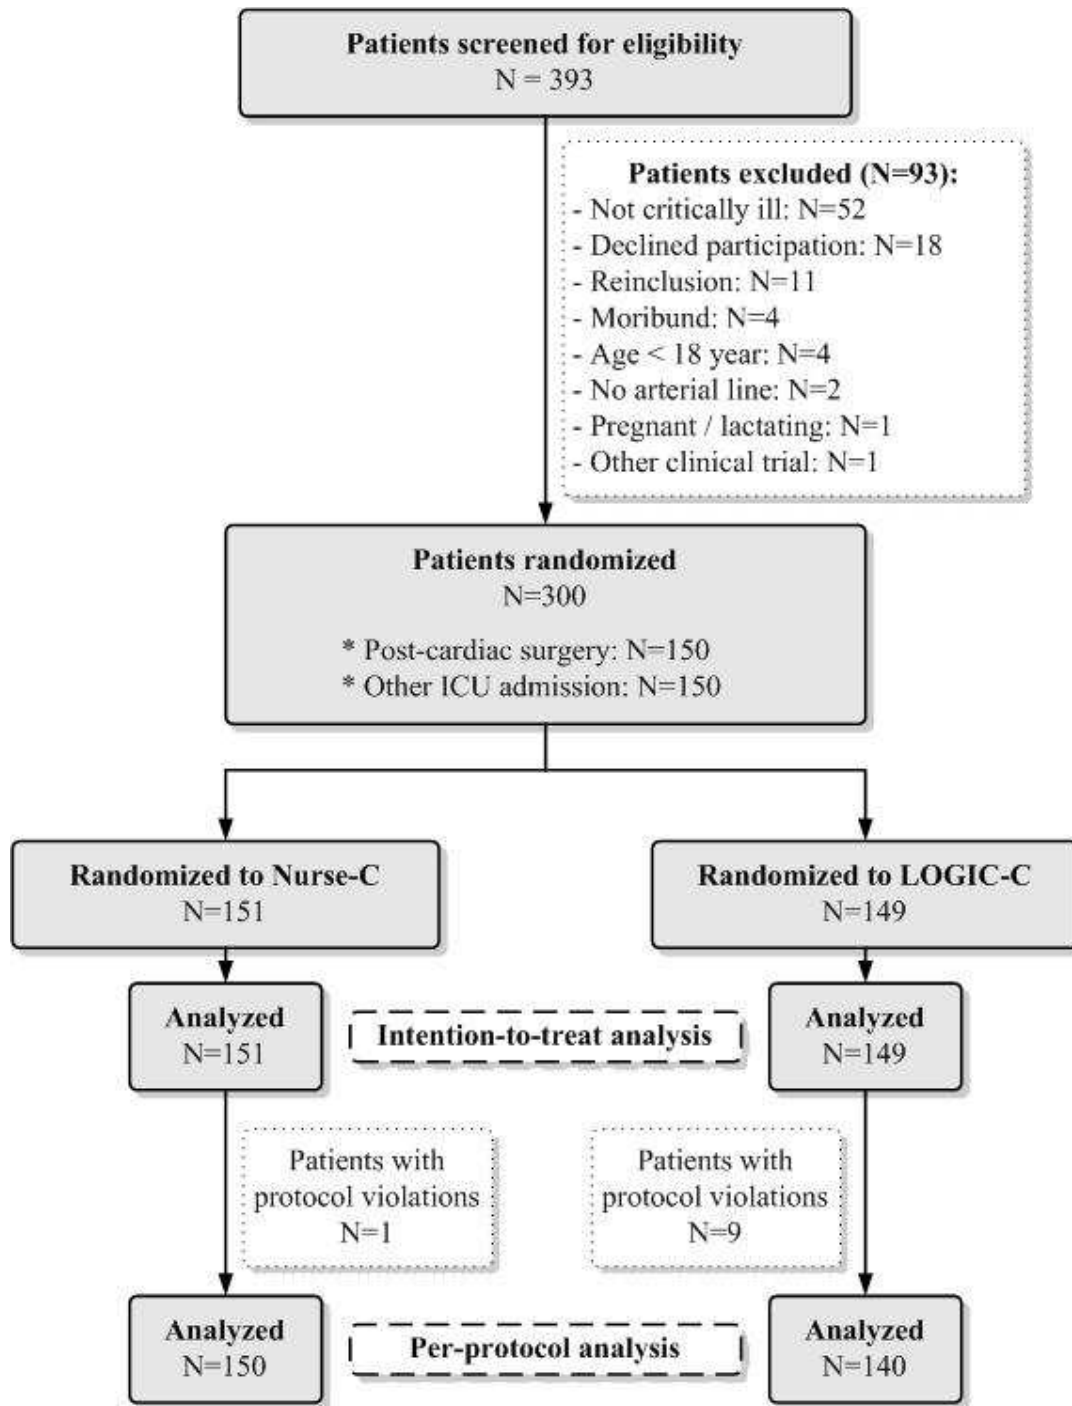 Patients screened for eligibility
N = 393
Patients excluded (N=93):
- Not critically ill: N=52
- Declined participation: N=18
- Reinclusion: N=11
- Moribund: N=4
- Age < 18 year: N=4
- No arterial line: N=2
- Pregnant / lactating: N=1
- Other clinical trial: N=1
Patients randomized
N=300
* Post-cardiac surgery: N=150
* Other ICU admission: N=150
Randomized to Nurse-C
N=151
Randomized to LOGIC-C
N=149
Analyzed
N=151
Intention-to-treat analysis
Analyzed
N=149
Patients with
protocol violations
N=1
Patients with
protocol violations
N=9
Analyzed
N=150
Per-protocol analysis
Analyzed
N=140